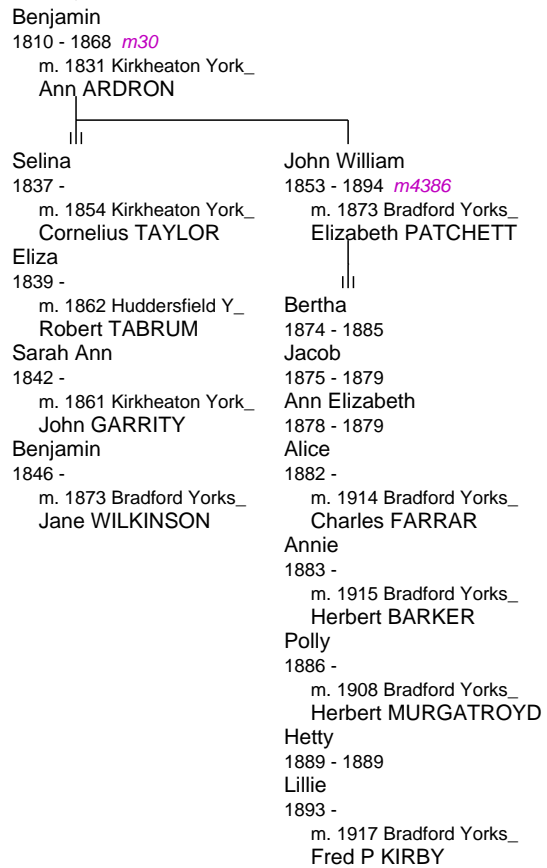 Benjamin
1810 - 1868 m30
m. 1831 Kirkheaton York_
Ann ARDRON
Selina
1837 -
m. 1854 Kirkheaton York_
Cornelius TAYLOR
Eliza
1839 -
m. 1862 Huddersfield Y_
Robert TABRUM
Sarah Ann
1842 -
m. 1861 Kirkheaton York_
John GARRITY
Benjamin
1846 -
m. 1873 Bradford Yorks_
Jane WILKINSON
John William
1853 - 1894 m4386
m. 1873 Bradford Yorks_
Elizabeth PATCHETT
Bertha
1874 - 1885
Jacob
1875 - 1879
Ann Elizabeth
1878 - 1879
Alice
1882 -
m. 1914 Bradford Yorks_
Charles FARRAR
Annie
1883 -
m. 1915 Bradford Yorks_
Herbert BARKER
Polly
1886 -
m. 1908 Bradford Yorks_
Herbert MURGATROYD
Hetty
1889 - 1889
Lillie
1893 -
m. 1917 Bradford Yorks_
Fred P KIRBY